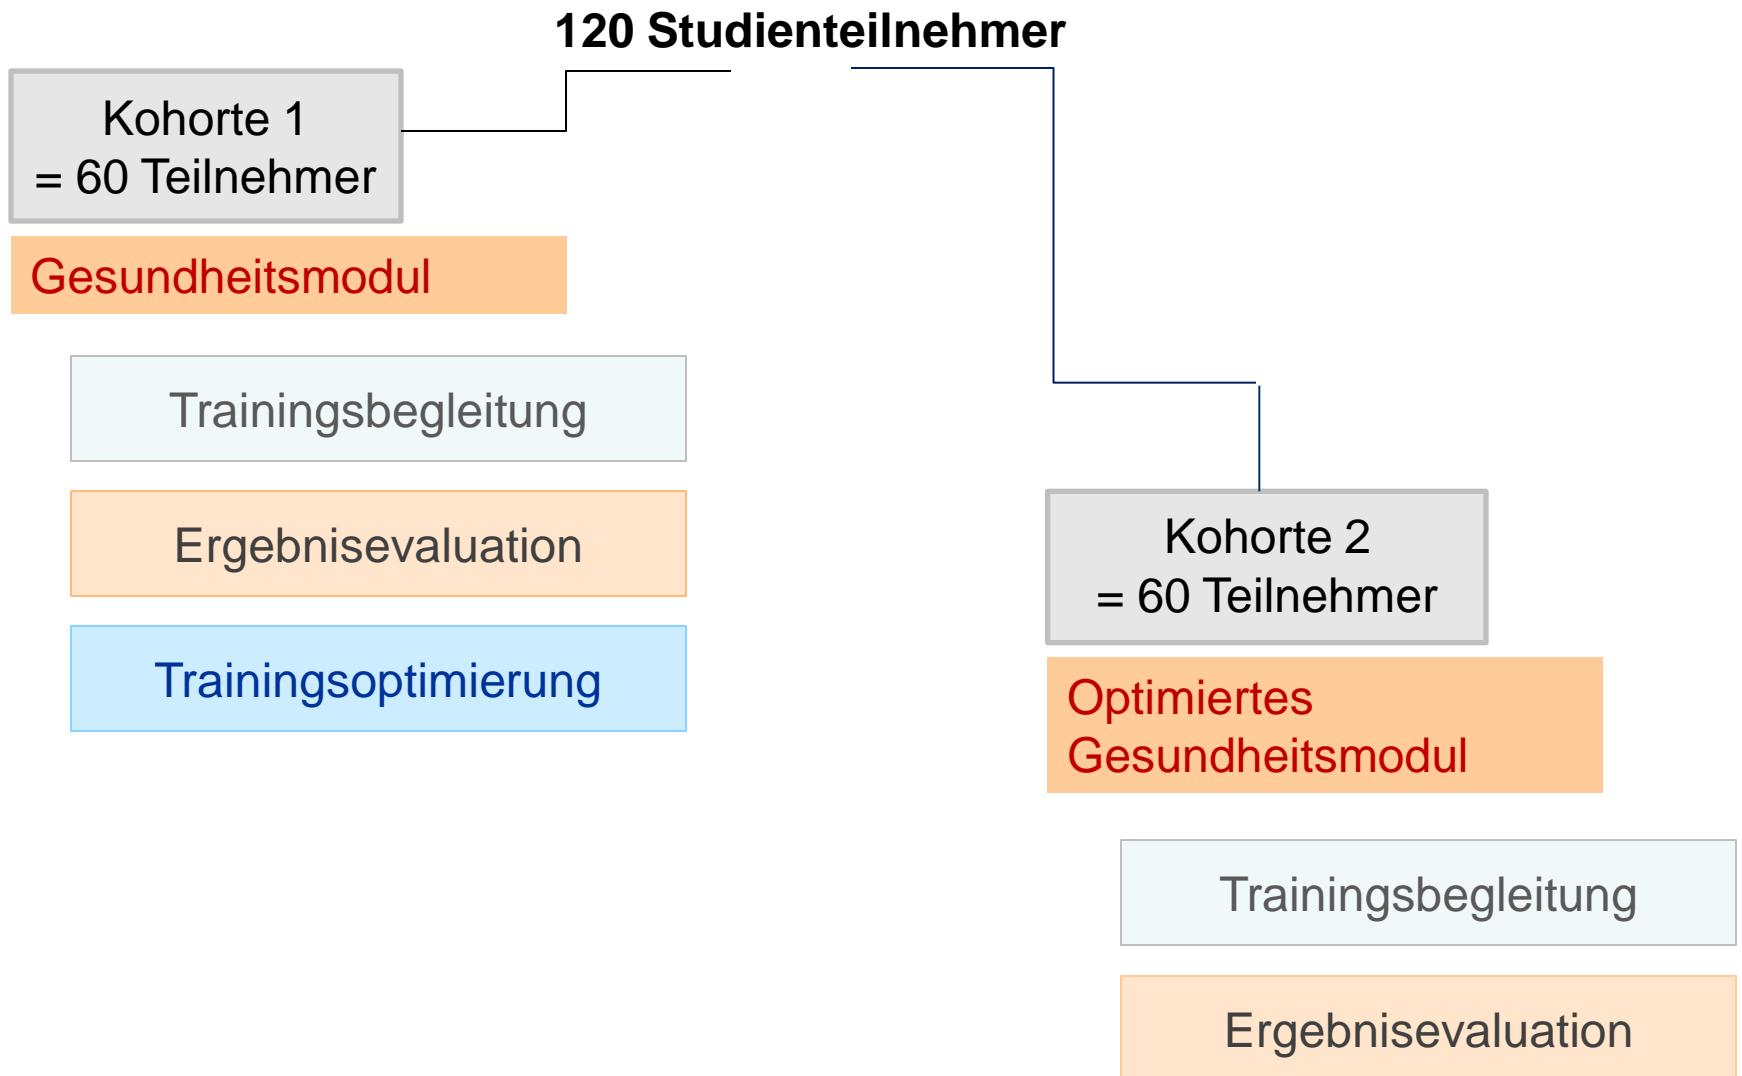 120 Studienteilnehmer
Kohorte 1
= 60 Teilnehmer
Gesundheitsmodul
Trainingsbegleitung
Ergebnisevaluation
Trainingsoptimierung
Kohorte 2
= 60 Teilnehmer
Optimiertes
Gesundheitsmodul
Trainingsbegleitung
Ergebnisevaluation